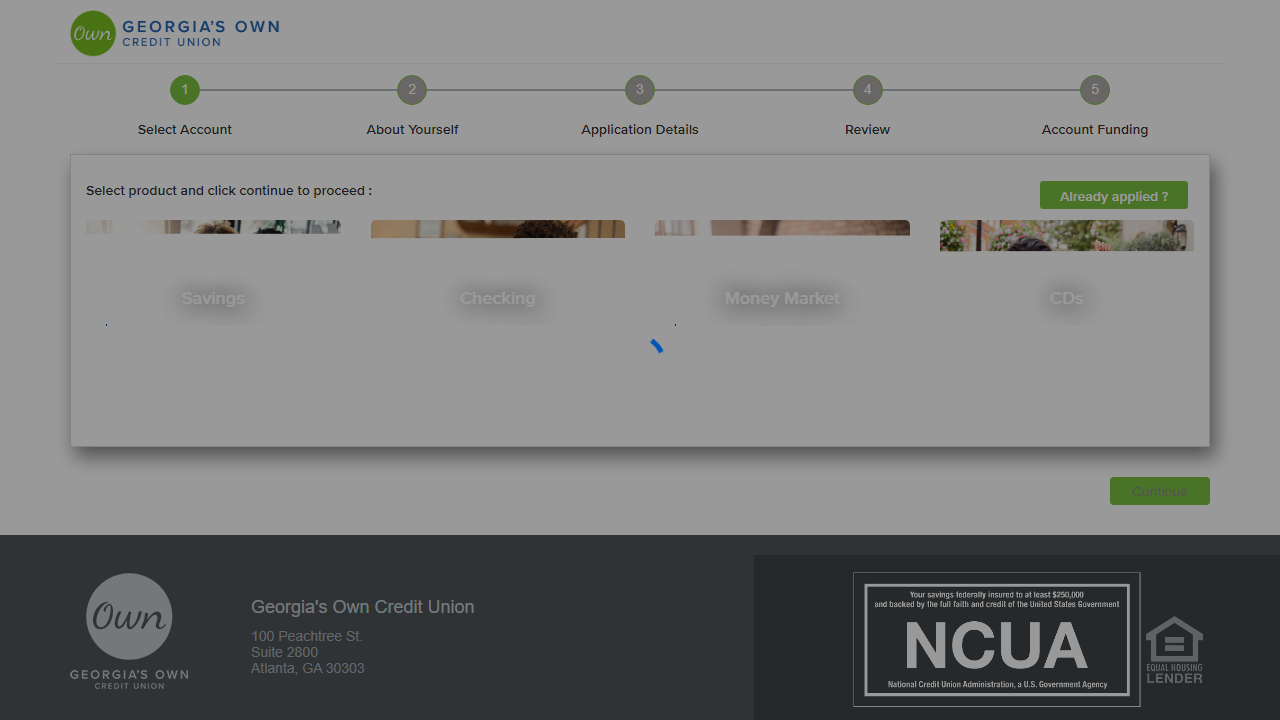 Own
GEORGIA'S OWN
CREDIT UNION
1
2
3
4
5
Select Account
About Yourself
Application Details
Review
Account Funding
Select product and click continue to proceed :
Already applied ?
Savings
Checking
Money Market
CDs
Continue
Own
GEORGIA'S OWN
CREDIT UNION
Georgia's Own Credit Union
100 Peachtree St.
Suite 2800
Atlanta, GA 30303
Your savings federally insured to at least $250,000
and backed by the full faith and credit of the United States Government
NCUA
National Credit Union Administration, a U.S. Government Agency
EQUAL HOUSING
LENDER